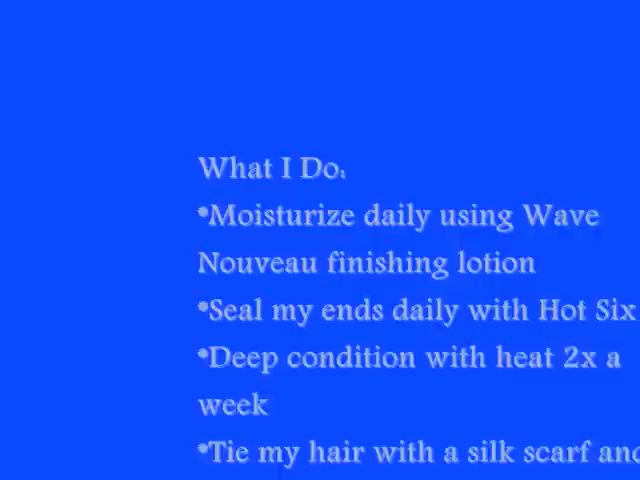 What I Do:
•Moisturize daily using Wave
Nouveau finishing lotion
•Seal my ends daily with Hot Six
•Deep condition with heat 2x a
week
•Tie my hair with a silk scarf and